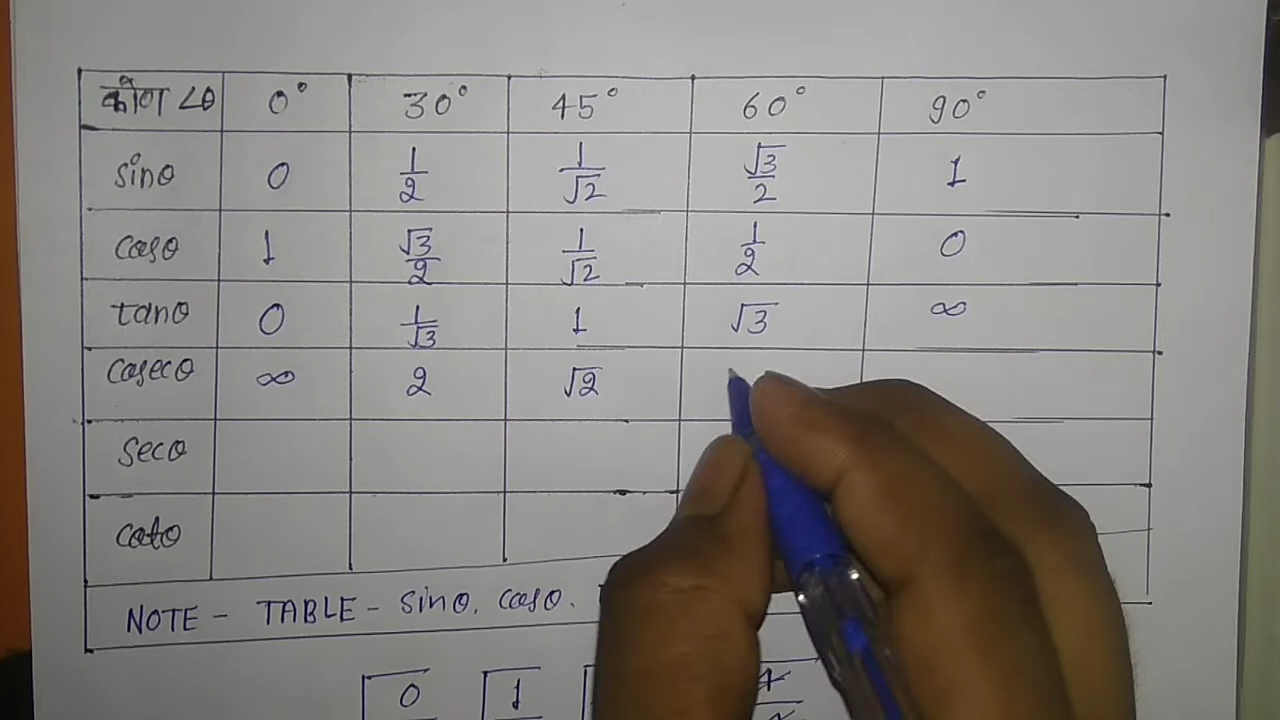 कोण ∠θ 0° 30° 45° 60° 90°
sinθ 0 1/2 1/√2 √3/2 1
cosθ 1 √3/2 1/√2 1/2 0
tanθ 0 1/√3 1 √3 ∞
cosecθ ∞ 2 √2
secθ
cotθ
NOTE - TABLE - sinθ, cosθ.
0 1